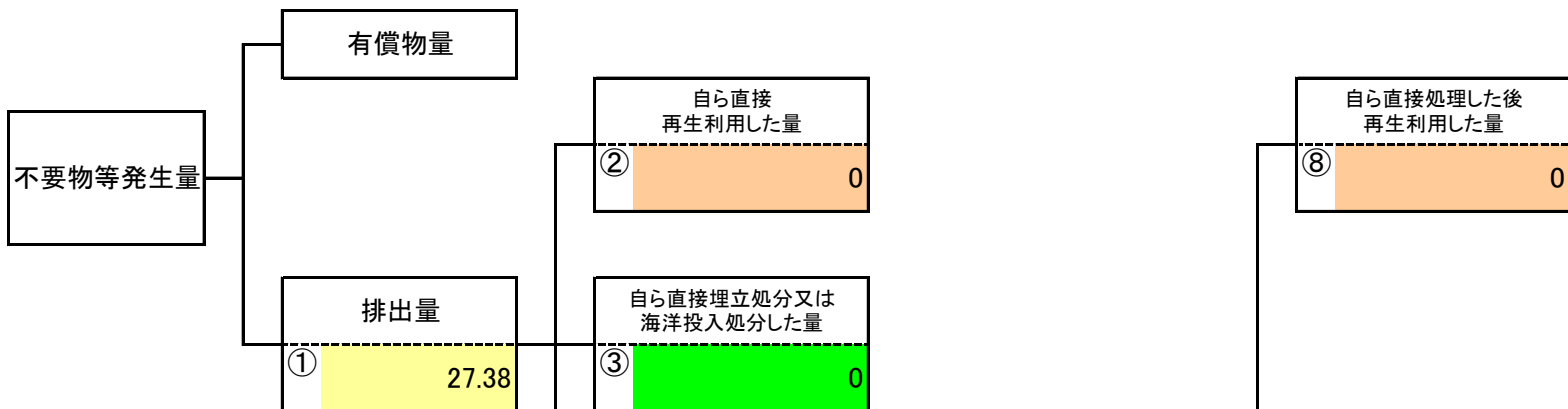 有償物量
自ら直接
再生利用した量
② 0
自ら直接処理した後
再生利用した量
⑧ 0
不要物等発生量
排出量
① 27.38
自ら直接埋立処分又は
海洋投入処分した量
③ 0